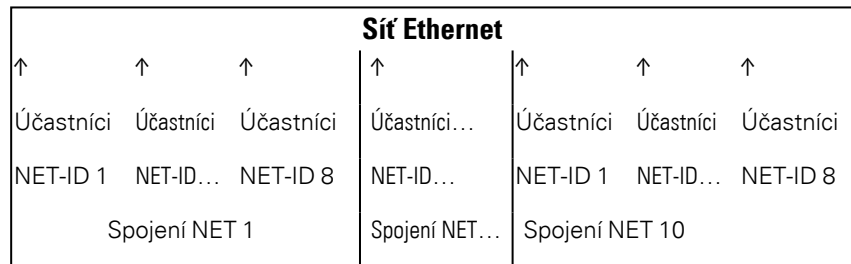 Síť Ethernet
↑ ↑ ↑ ↑ ↑ ↑ ↑
Účastníci Účastníci Účastníci Účastníci… Účastníci Účastníci Účastníci
NET-ID 1 NET-ID… NET-ID 8 NET-ID… NET-ID 1 NET-ID… NET-ID 8
Spojení NET 1 Spojení NET… Spojení NET 10